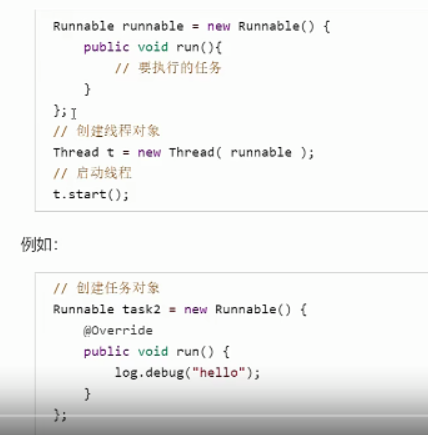 Runnable runnable = new Runnable() {
    public void run(){
        // 要执行的任务
    }
};
// 创建线程对象
Thread t = new Thread( runnable );
// 启动线程
t.start();
例如：
// 创建任务对象
Runnable task2 = new Runnable() {
    @Override
    public void run() {
        log.debug("hello");
    }
};